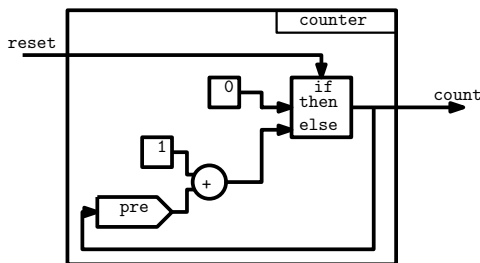 counter
reset
0
if
then
else
count
1
+
pre